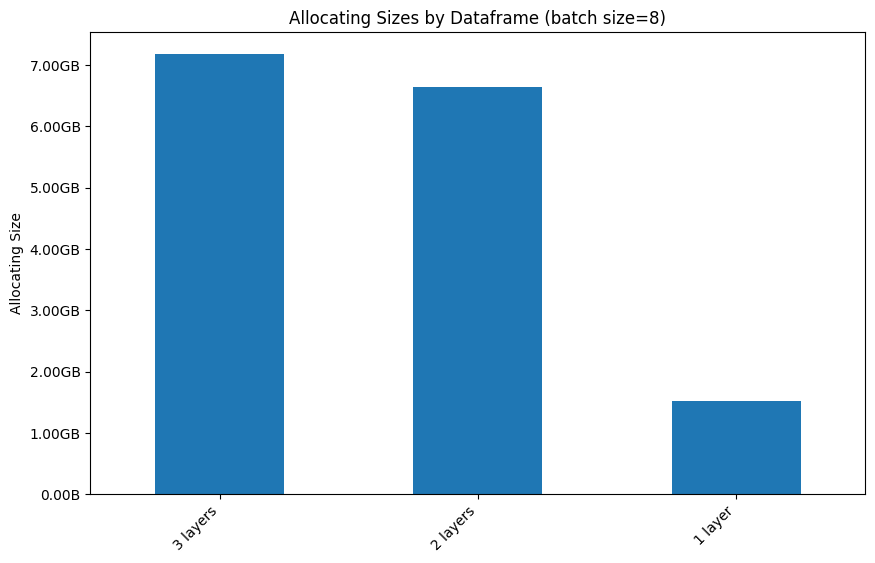 Allocating Sizes by Dataframe (batch size=8)
7.00GB
6.00GB
5.00GB
4.00GB
3.00GB
2.00GB
1.00GB
0.00B
Allocating Size
3 layers
2 layers
1 layer